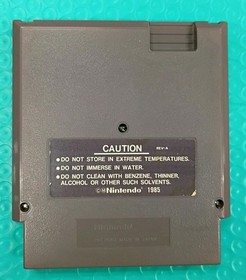 CAUTION REV-A
•DO NOT STORE IN EXTREME TEMPERATURES.
•DO NOT IMMERSE IN WATER.
•DO NOT CLEAN WITH BENZENE, THINNER,
ALCOHOL OR OTHER SUCH SOLVENTS.
©®Nintendo® 1985